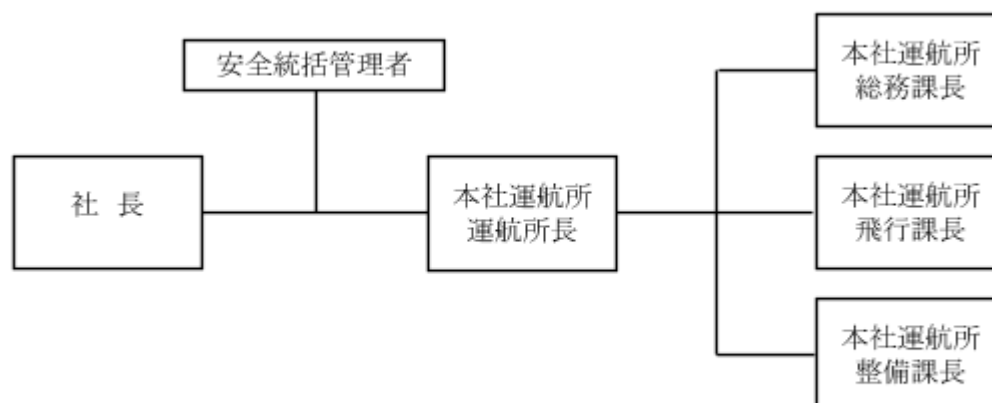 安全統括管理者
社 長
本社運航所
運航所長
本社運航所
総務課長
本社運航所
飛行課長
本社運航所
整備課長